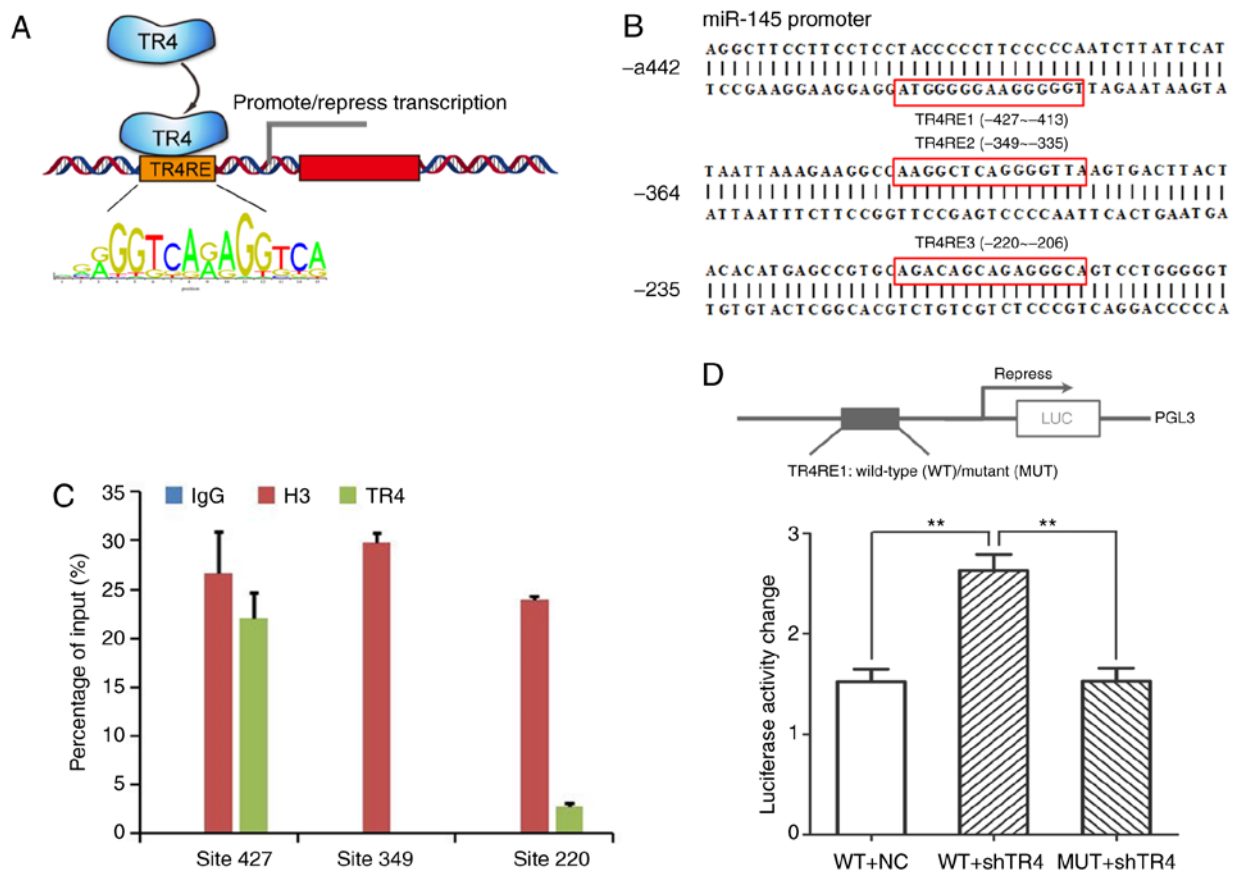 A
TR4
TR4
Promote/repress transcription
TR4RE
GGTCAGAGGTCA
position
B
miR-145 promoter
AGGCTTCCTTCCTCCTACCCCCTTCCCCCAATCTTATTCAT
–a442
TCCGAAGGAAGGAGGATGGGGGAAGGGGGTTAGAATAAGTA
TR4RE1 (–427~–413)
TR4RE2 (–349~–335)
TAATTAAAGAAGGCCAAGGCTCAGGGGTTAAGTGACTTACT
–364
ATTAATTTCTTCCGGTTCCGAGTCCCCAATTCACTGAATGA
TR4RE3 (–220~–206)
ACACATGAGCCGTGCAGACAGCAGAGGGCAGTCCTGGGGGT
–235
TGTGTACTCGGCACGTCTGTCGTCTCCCGTCAGGACCCCCA
C
IgG H3 TR4
Percentage of input (%)
35
30
25
20
15
10
5
0
Site 427 Site 349 Site 220
D
Repress
LUC
PGL3
TR4RE1: wild-type (WT)/mutant (MUT)
Luciferase activity change
** **
3
2
1
0
WT+NC WT+shTR4 MUT+shTR4